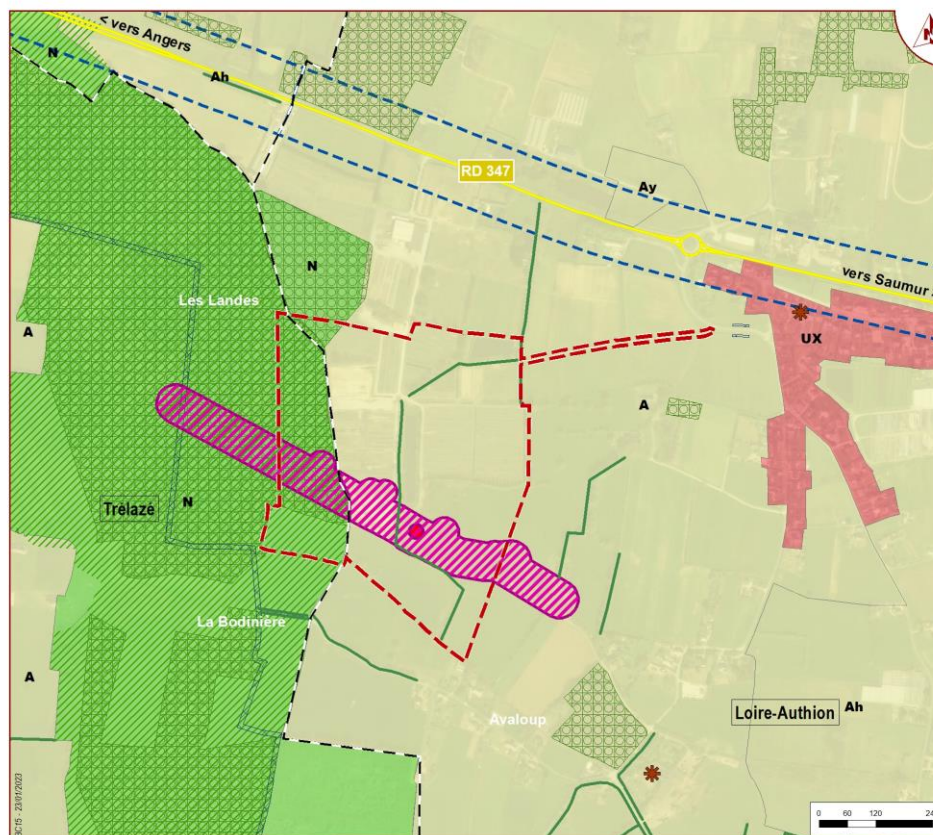 N
< vers Angers
N
Ah
RD 347
Ay
N
vers Saumur >
Les Landes
A
UX
A
N
Trélazé
La Bodinière
A
Loire-Authion
Ah
Avaloup
0 60 120